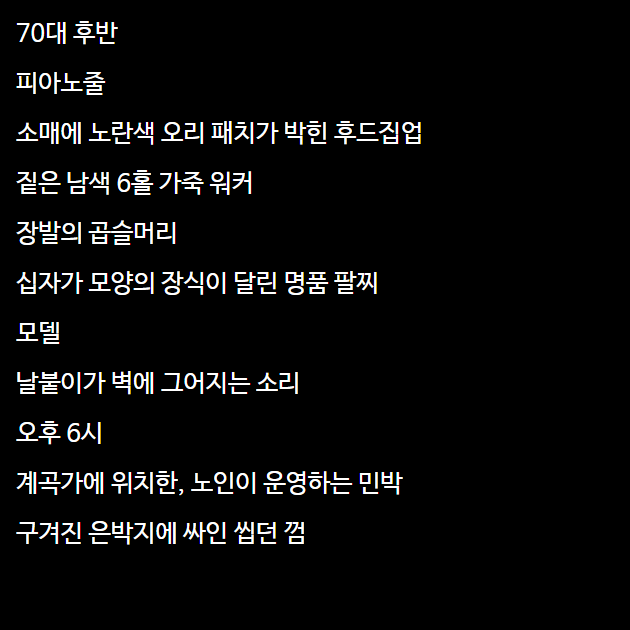 70대 후반
피아노줄
소매에 노란색 오리 패치가 박힌 후드집업
짙은 남색 6홀 가죽 워커
장발의 곱슬머리
십자가 모양의 장식이 달린 명품 팔찌
모델
날붙이가 벽에 그어지는 소리
오후 6시
계곡가에 위치한, 노인이 운영하는 민박
구겨진 은박지에 싸인 씹던 껌